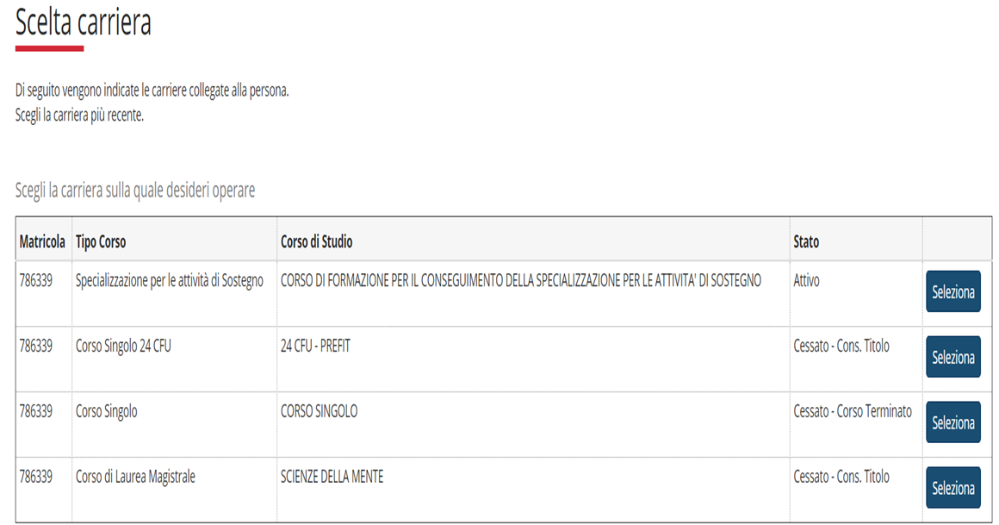 Scelta carriera
Di seguito vengono indicate le carriere collegate alla persona.
Scegli la carriera più recente.
Scegli la carriera sulla quale desideri operare
Matricola Tipo Corso Corso di Studio Stato
786339 Specializzazione per le attività di Sostegno CORSO DI FORMAZIONE PER IL CONSEGUIMENTO DELLA SPECIALIZZAZIONE PER LE ATTIVITA' DI SOSTEGNO Attivo Seleziona
786339 Corso Singolo 24 CFU 24 CFU - PREFIT Cessato - Cons. Titolo Seleziona
786339 Corso Singolo CORSO SINGOLO Cessato - Corso Terminato Seleziona
786339 Corso di Laurea Magistrale SCIENZE DELLA MENTE Cessato - Cons. Titolo Seleziona